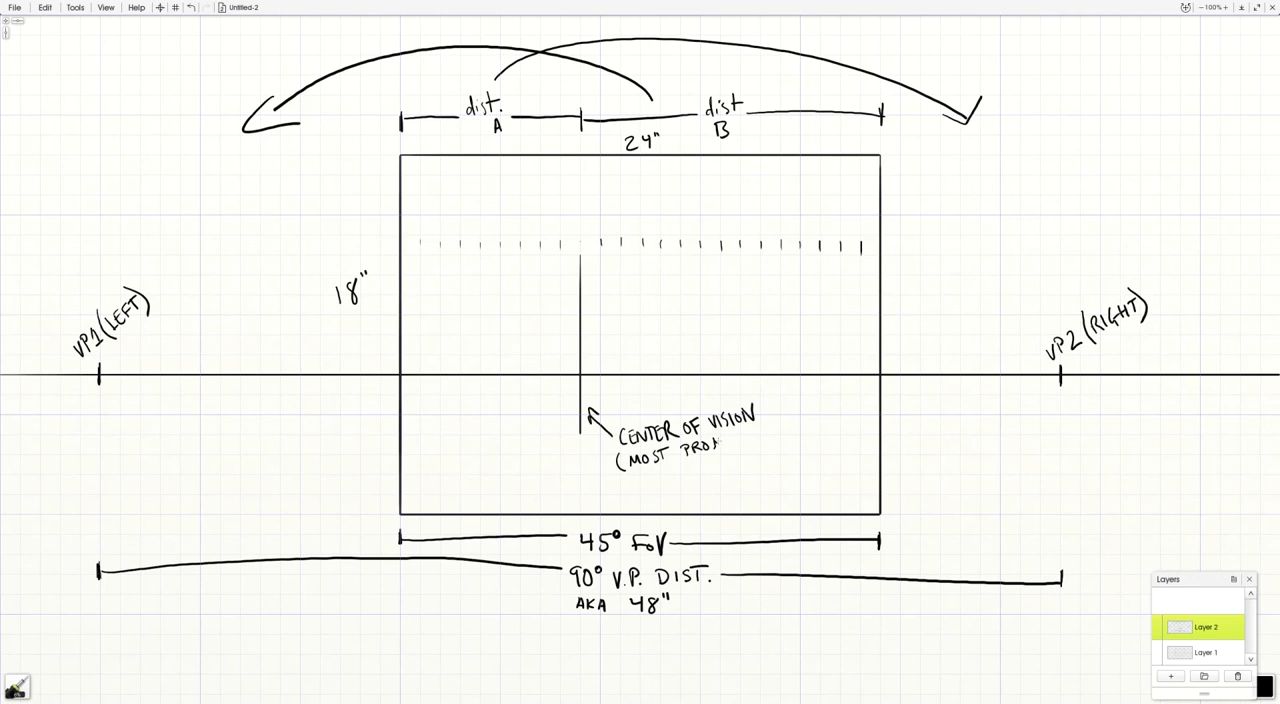 File Edit Tools View Help
Untitled-2
-100%+
dist.
A
dist
B
24"
18"
VP1(LEFT)
VP2(RIGHT)
CENTER OF VISION
(MOST
45° FOV
90° V.P. DIST.
AKA 48"
Layers
Layer 2
Layer 1